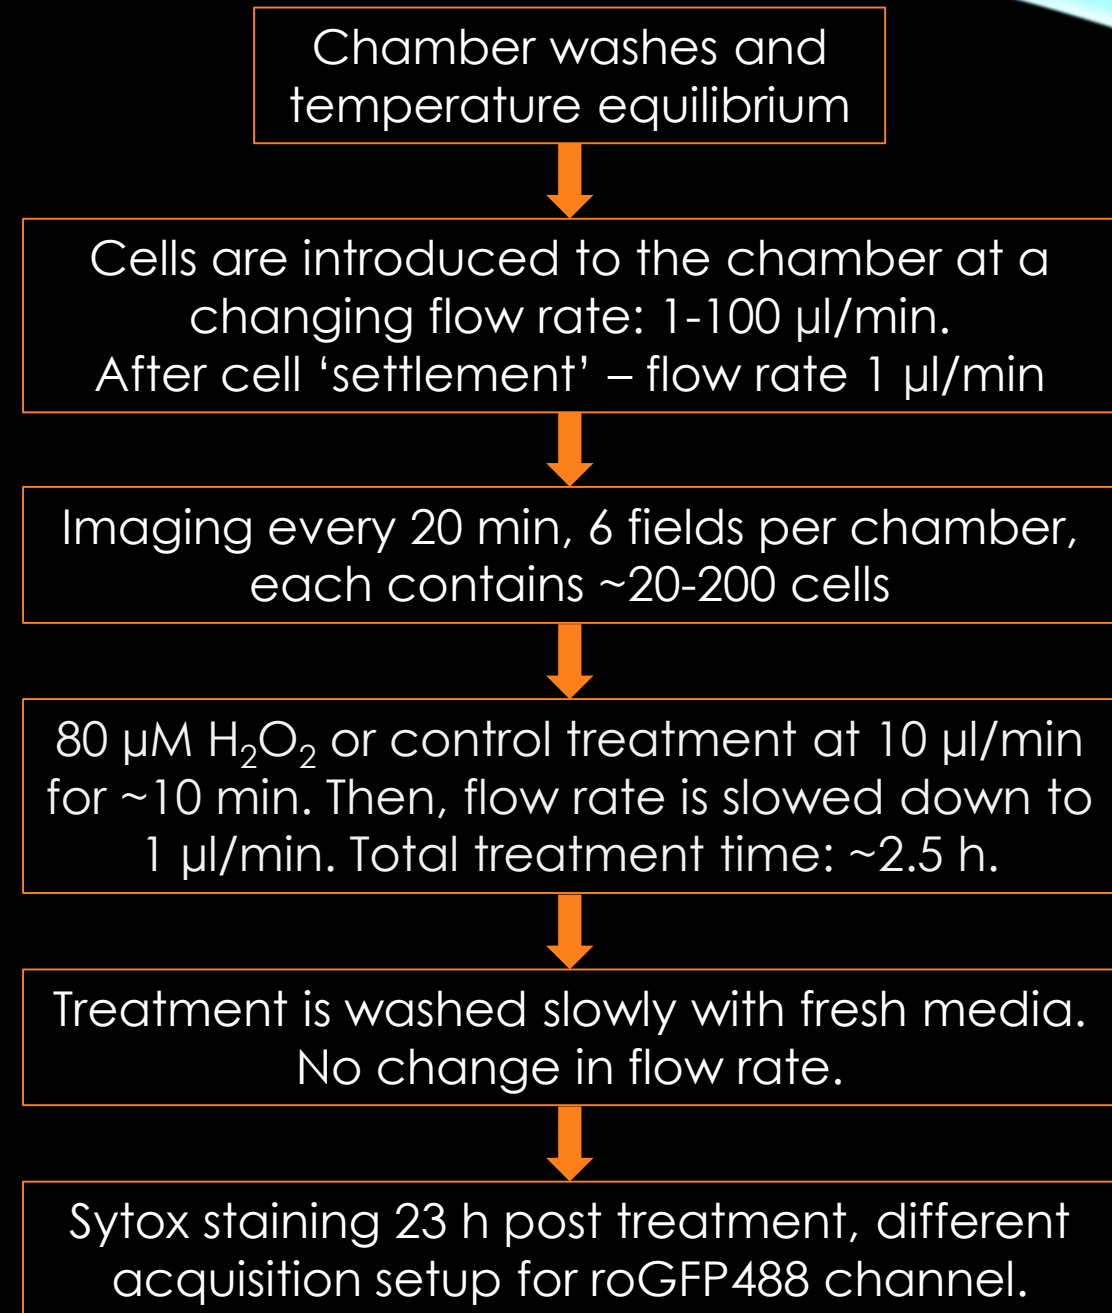 Chamber washes and
temperature equilibrium
Cells are introduced to the chamber at a
changing flow rate: 1-100 µl/min.
After cell ‘settlement’ – flow rate 1 µl/min
Imaging every 20 min, 6 fields per chamber,
each contains ~20-200 cells
80 µM H₂O₂ or control treatment at 10 µl/min
for ~10 min. Then, flow rate is slowed down to
1 µl/min. Total treatment time: ~2.5 h.
Treatment is washed slowly with fresh media.
No change in flow rate.
Sytox staining 23 h post treatment, different
acquisition setup for roGFP488 channel.